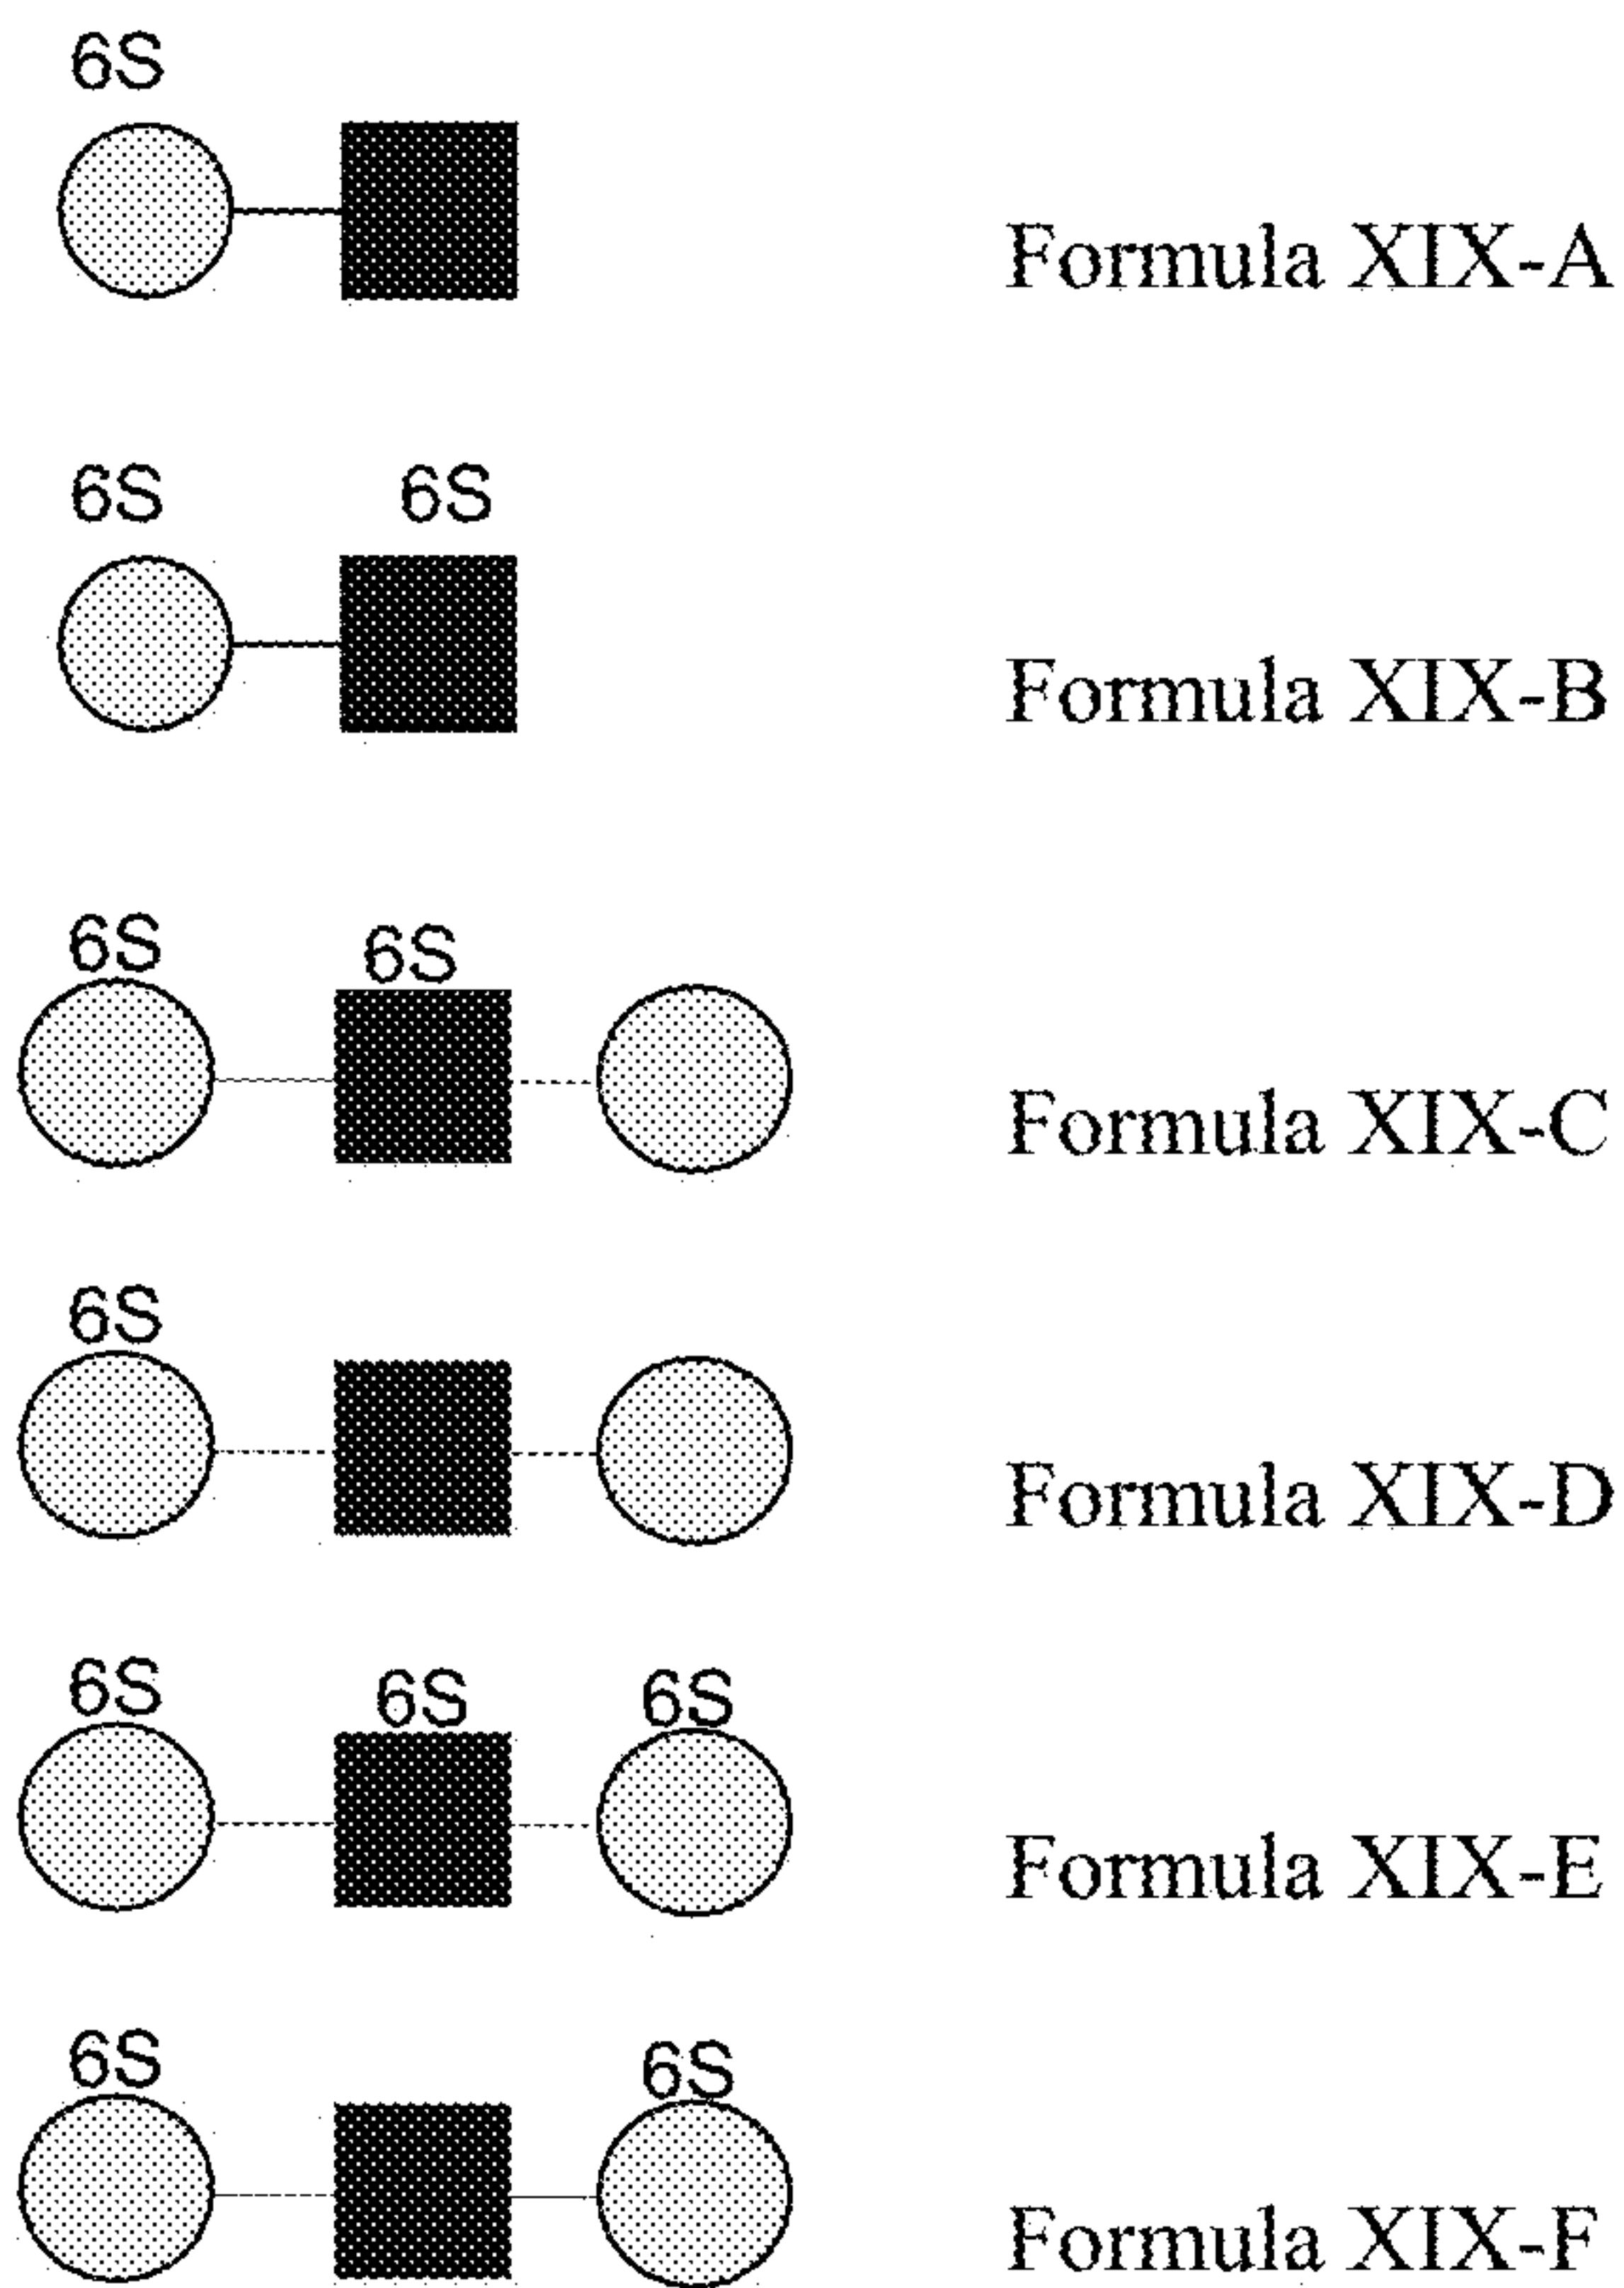 6S
Formula XIX-A
6S 6S
Formula XIX-B
6S 6S
Formula XIX-C
6S
Formula XIX-D
6S 6S 6S
Formula XIX-E
6S 6S
Formula XIX-F